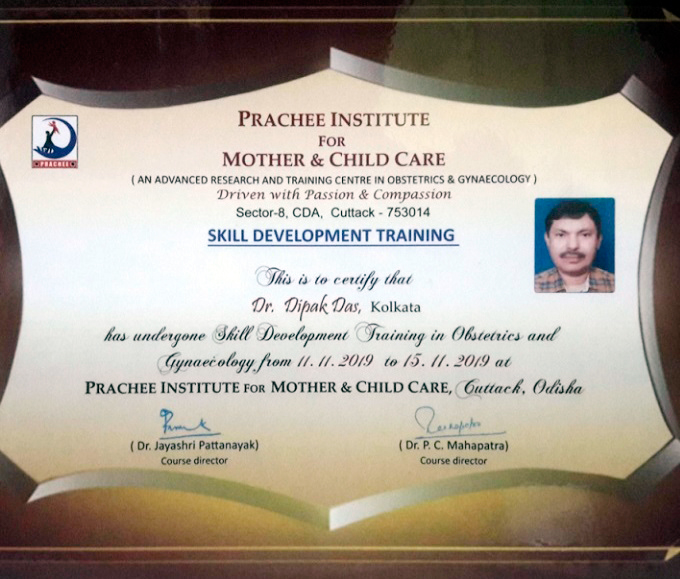 PRACHEE INSTITUTE
FOR
MOTHER & CHILD CARE
PRACHEE
( AN ADVANCED RESEARCH AND TRAINING CENTRE IN OBSTETRICS & GYNAECOLOGY )
Driven with Passion & Compassion
Sector-8, CDA, Cuttack - 753014
SKILL DEVELOPMENT TRAINING
This is to certify that
Dr. Dipak Das, Kolkata
has undergone Skill Development Training in Obstetrics and
Gynaecology from 11.11.2019 to 15.11.2019 at
PRACHEE INSTITUTE FOR MOTHER & CHILD CARE, Cuttack, Odisha
( Dr. Jayashri Pattanayak) ( Dr. P. C. Mahapatra)
Course director Course director